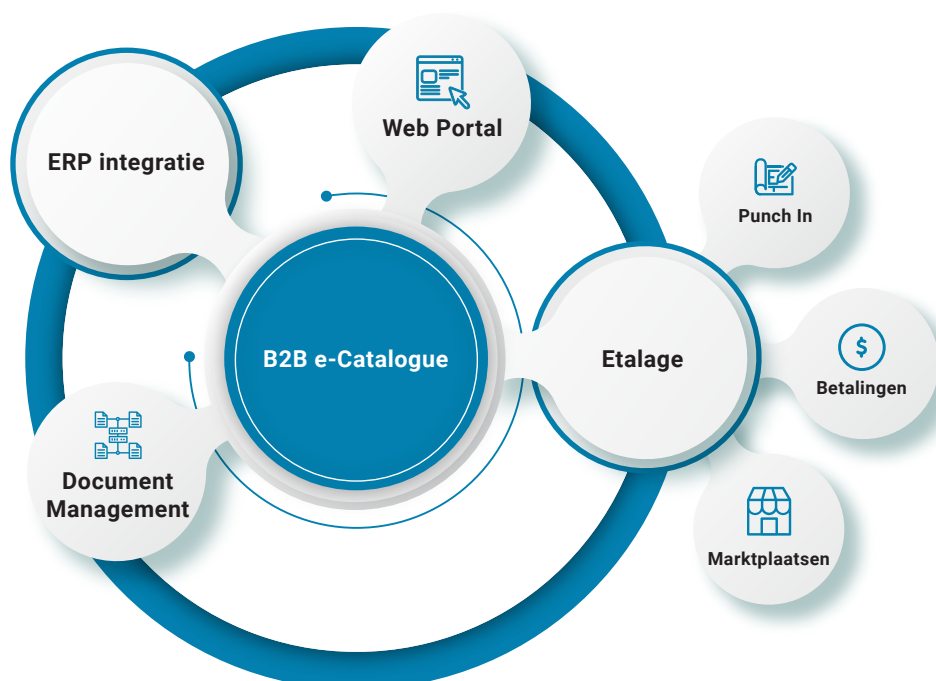 Web Portal
ERP integratie
Punch In
B2B e-Catalogue
Etalage
$
Betalingen
Document
Management
Marktplaatsen